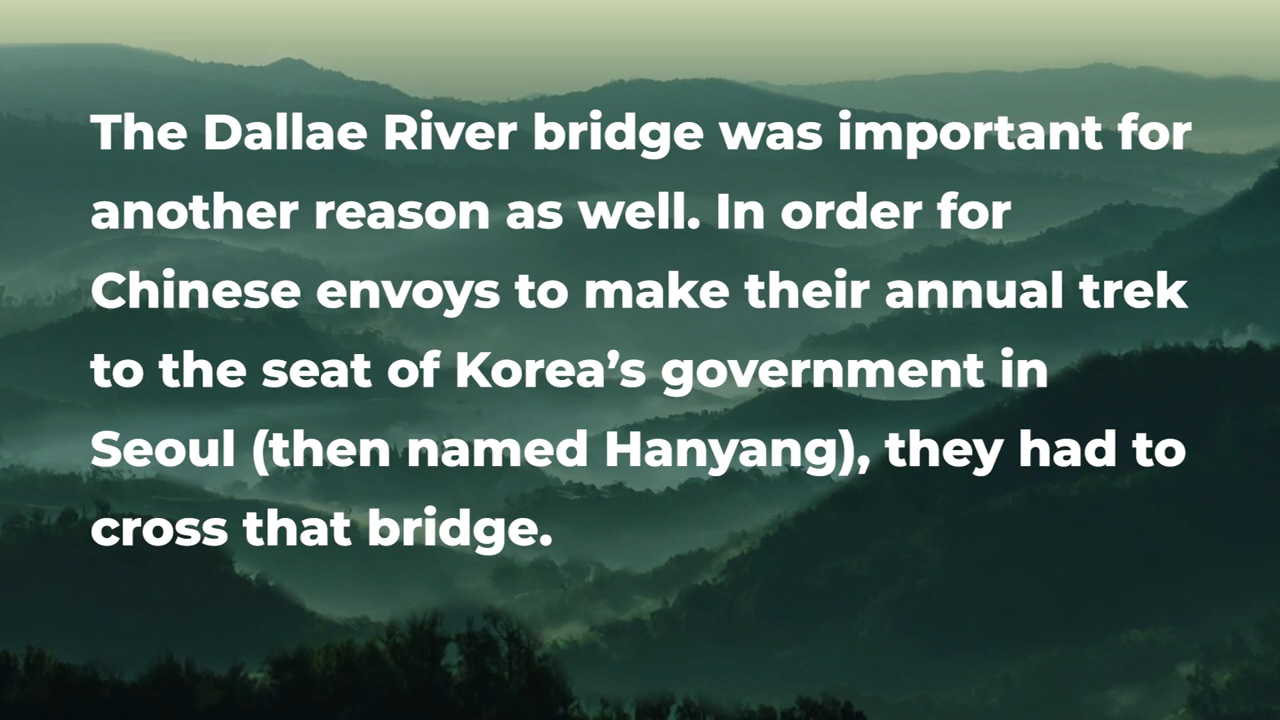 The Dallae River bridge was important for
another reason as well. In order for
Chinese envoys to make their annual trek
to the seat of Korea’s government in
Seoul (then named Hanyang), they had to
cross that bridge.